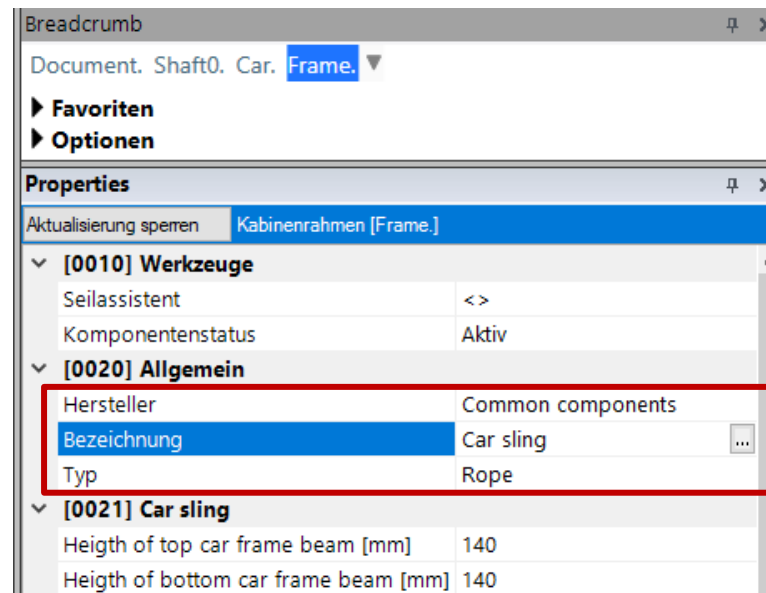 Breadcrumb
Document. Shaft0. Car. Frame.
Favoriten
Optionen
Properties
Aktualisierung sperren Kabinenrahmen [Frame.]
[0010] Werkzeuge
Seilassistent <>
Komponentenstatus Aktiv
[0020] Allgemein
Hersteller Common components
Bezeichnung Car sling ...
Typ Rope
[0021] Car sling
Heigth of top car frame beam [mm] 140
Heigth of bottom car frame beam [mm] 140